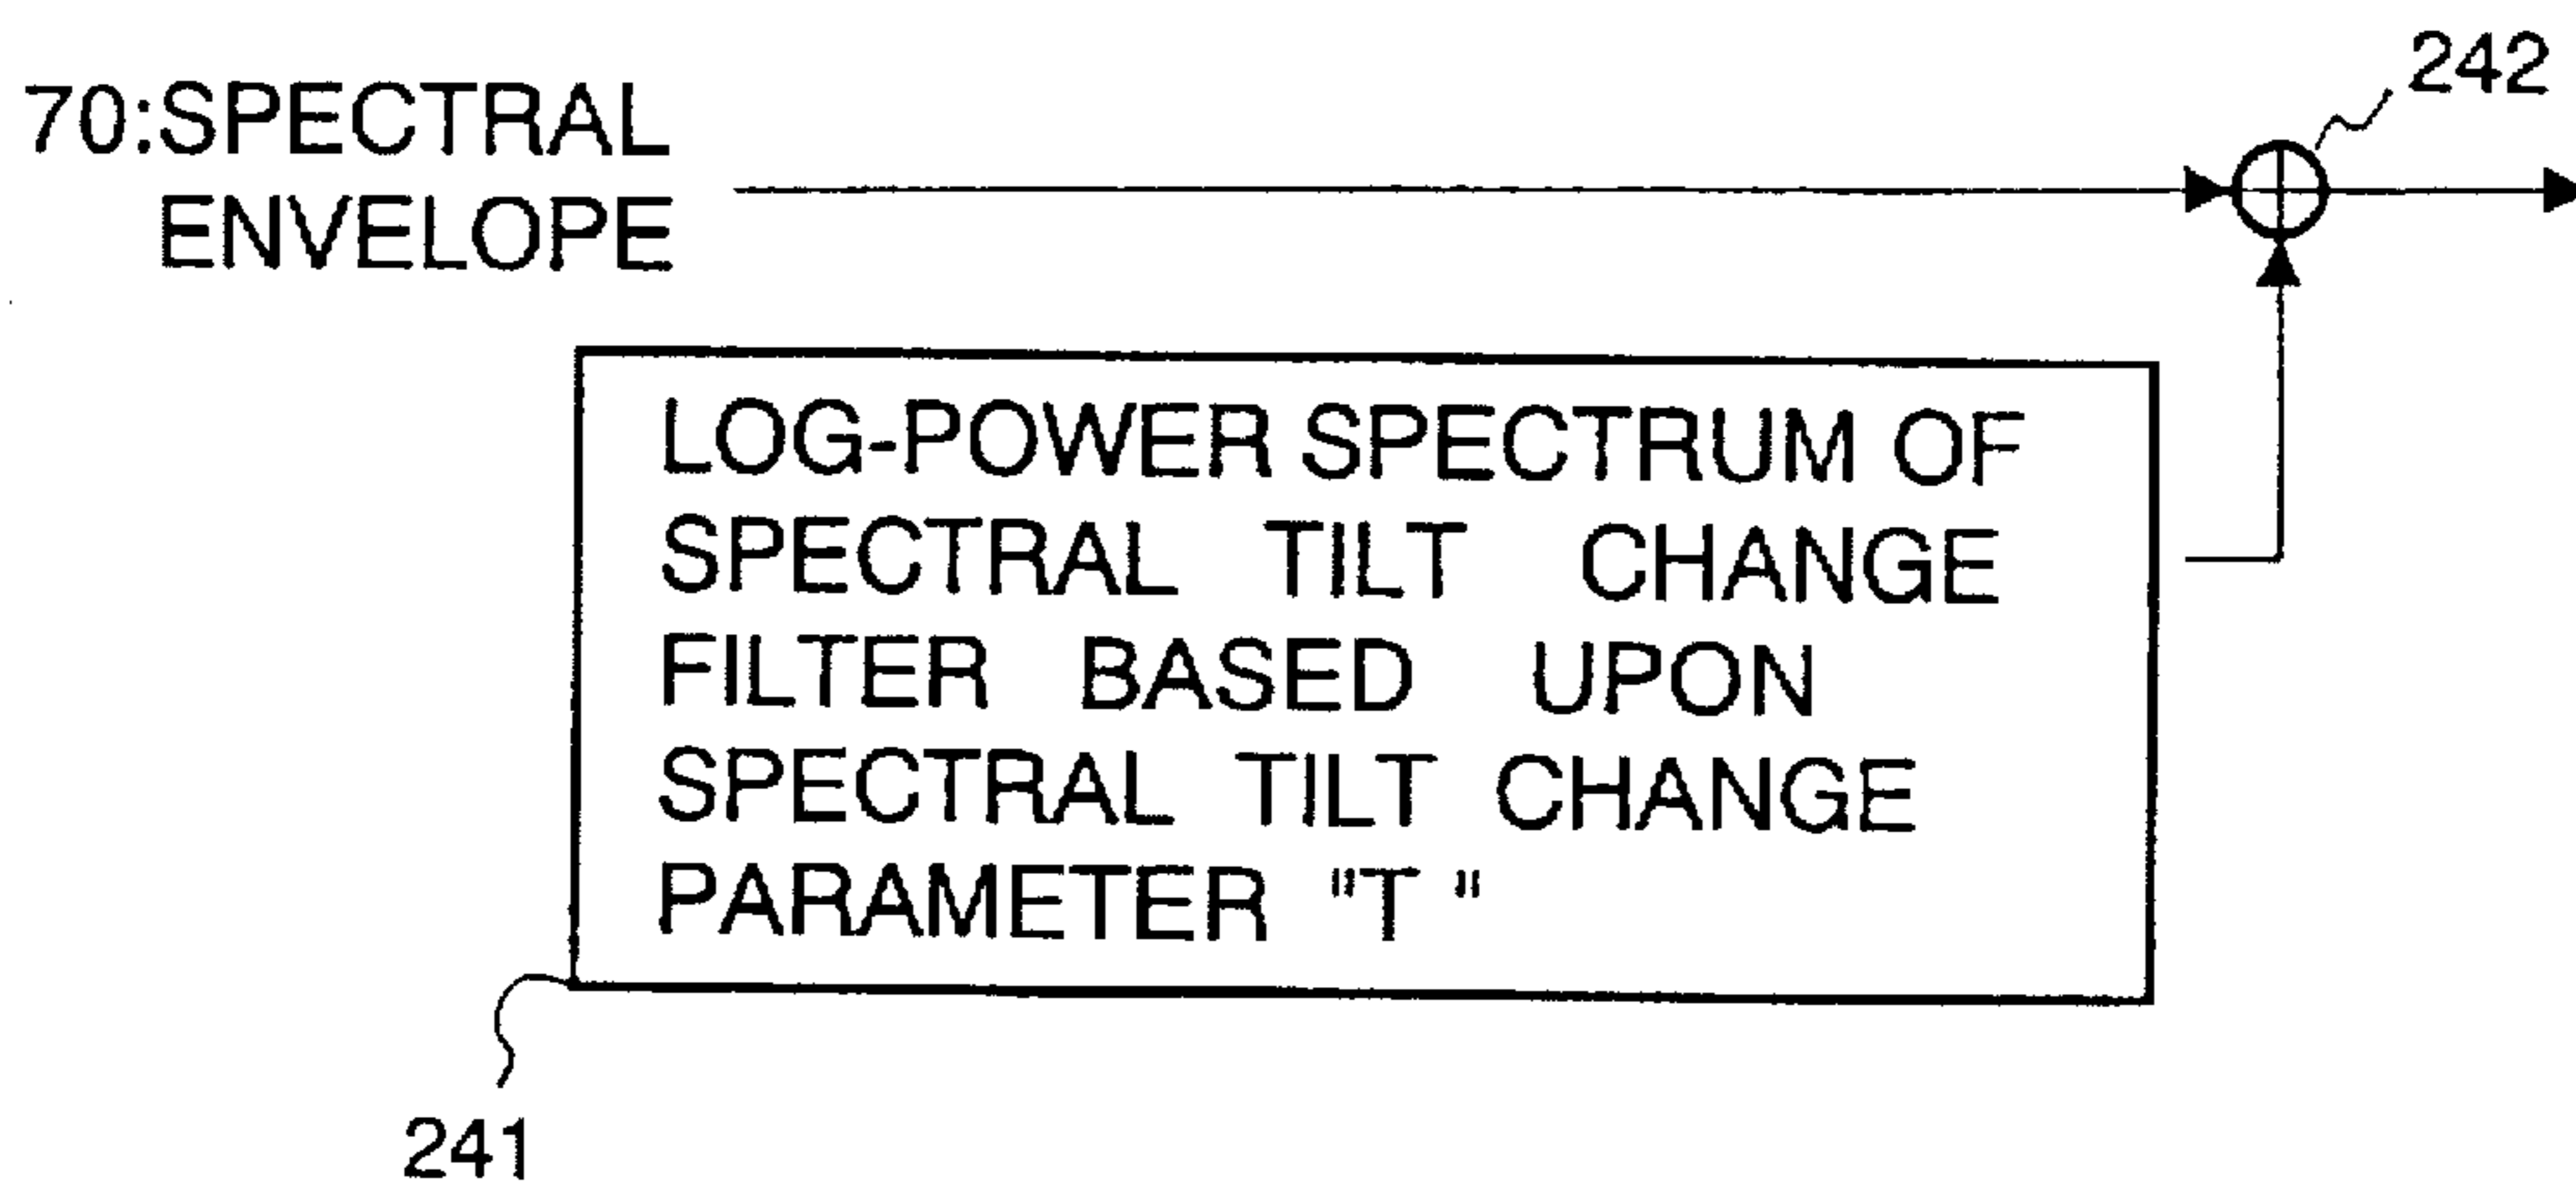 242
70:SPECTRAL
ENVELOPE
LOG-POWER SPECTRUM OF
SPECTRAL TILT CHANGE
FILTER BASED UPON
SPECTRAL TILT CHANGE
PARAMETER "T "
241